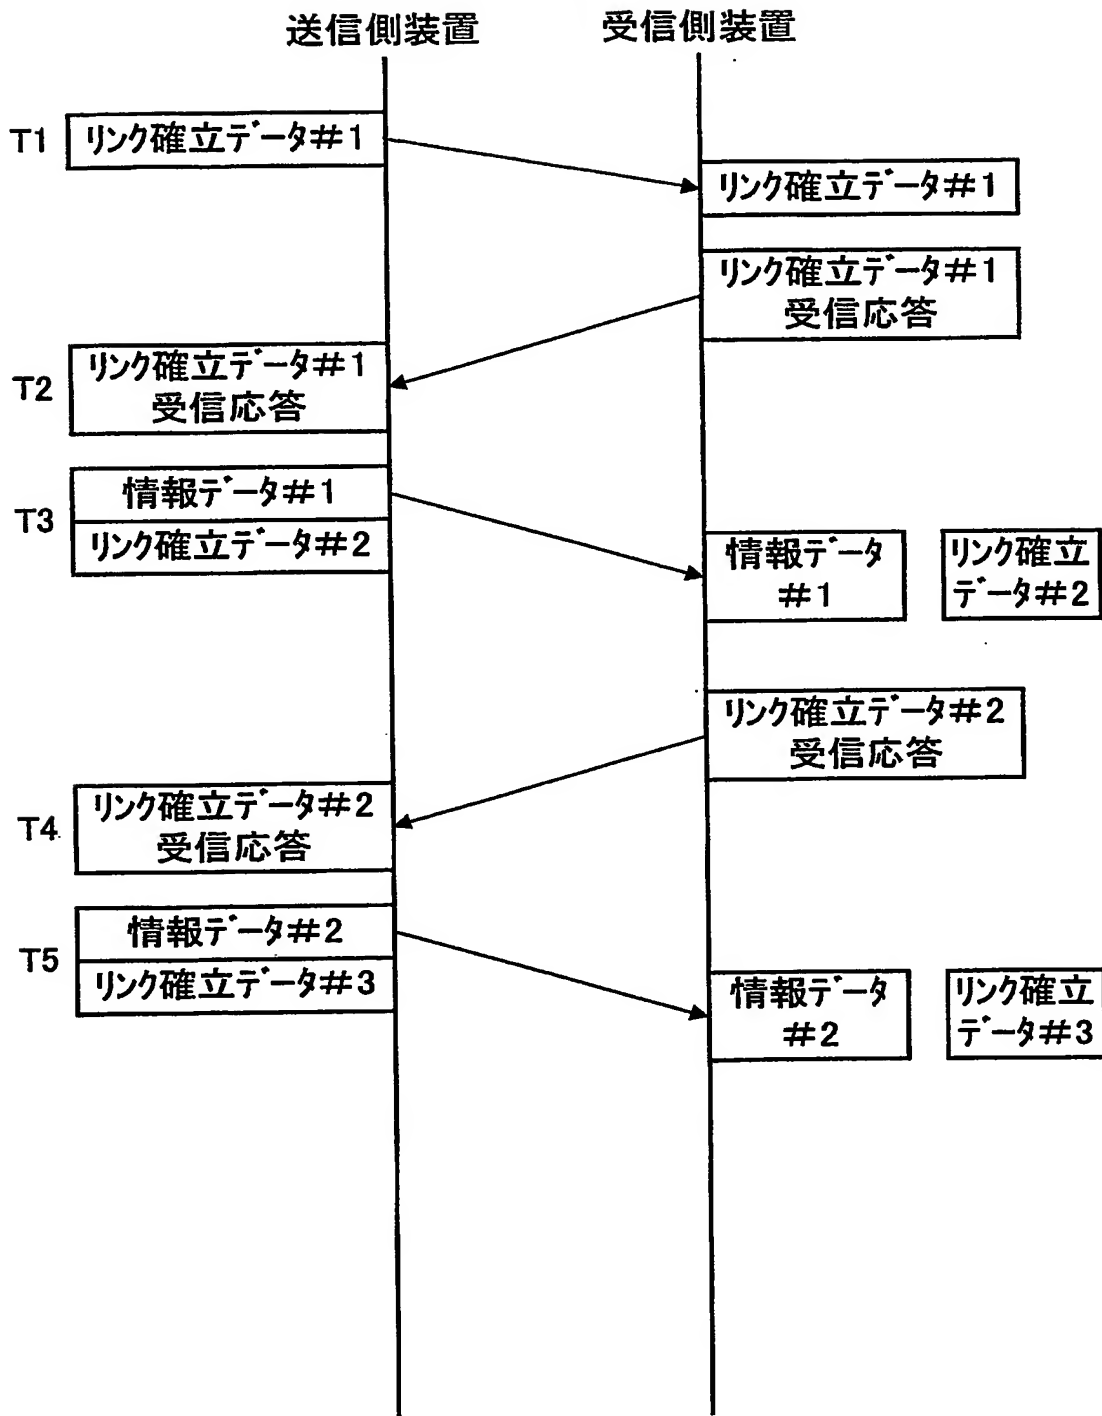 送信側装置
受信側装置
T1
リンク確立データ#1
リンク確立データ#1
リンク確立データ#1
受信応答
T2
リンク確立データ#1
受信応答
T3
情報データ#1
リンク確立データ#2
情報データ
#1
リンク確立
データ#2
リンク確立データ#2
受信応答
T4
リンク確立データ#2
受信応答
T5
情報データ#2
リンク確立データ#3
情報データ
#2
リンク確立
データ#3